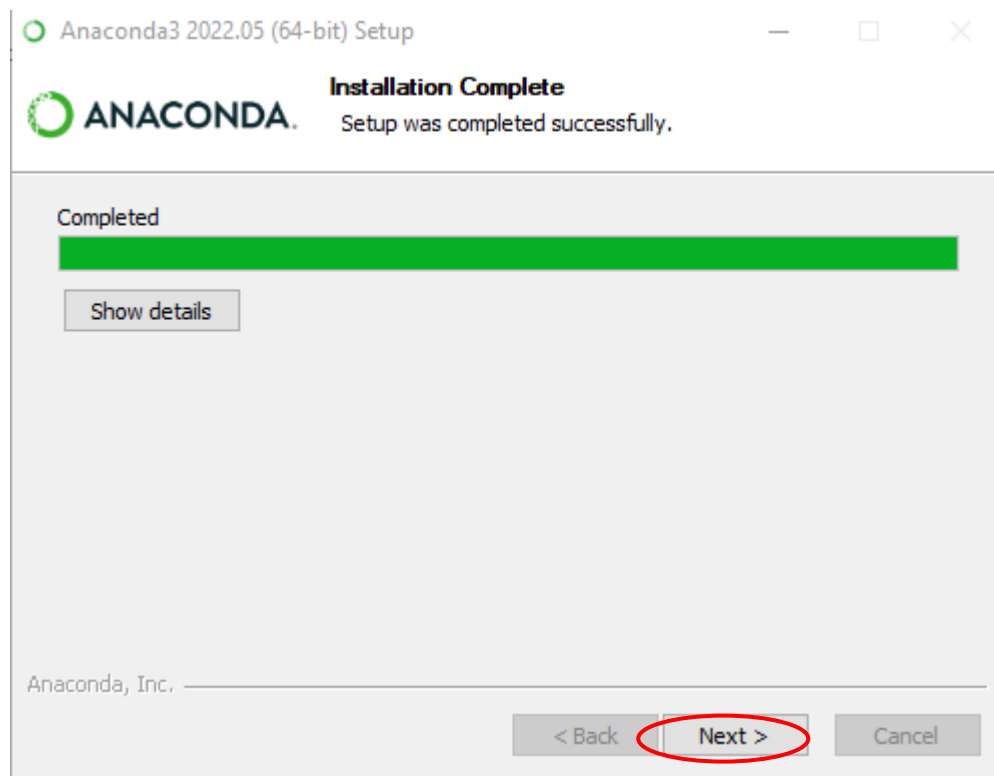 Anaconda3 2022.05 (64-bit) Setup
ANACONDA.
Installation Complete
Setup was completed successfully.
Completed
Show details
Anaconda, Inc.
< Back
Next >
Cancel